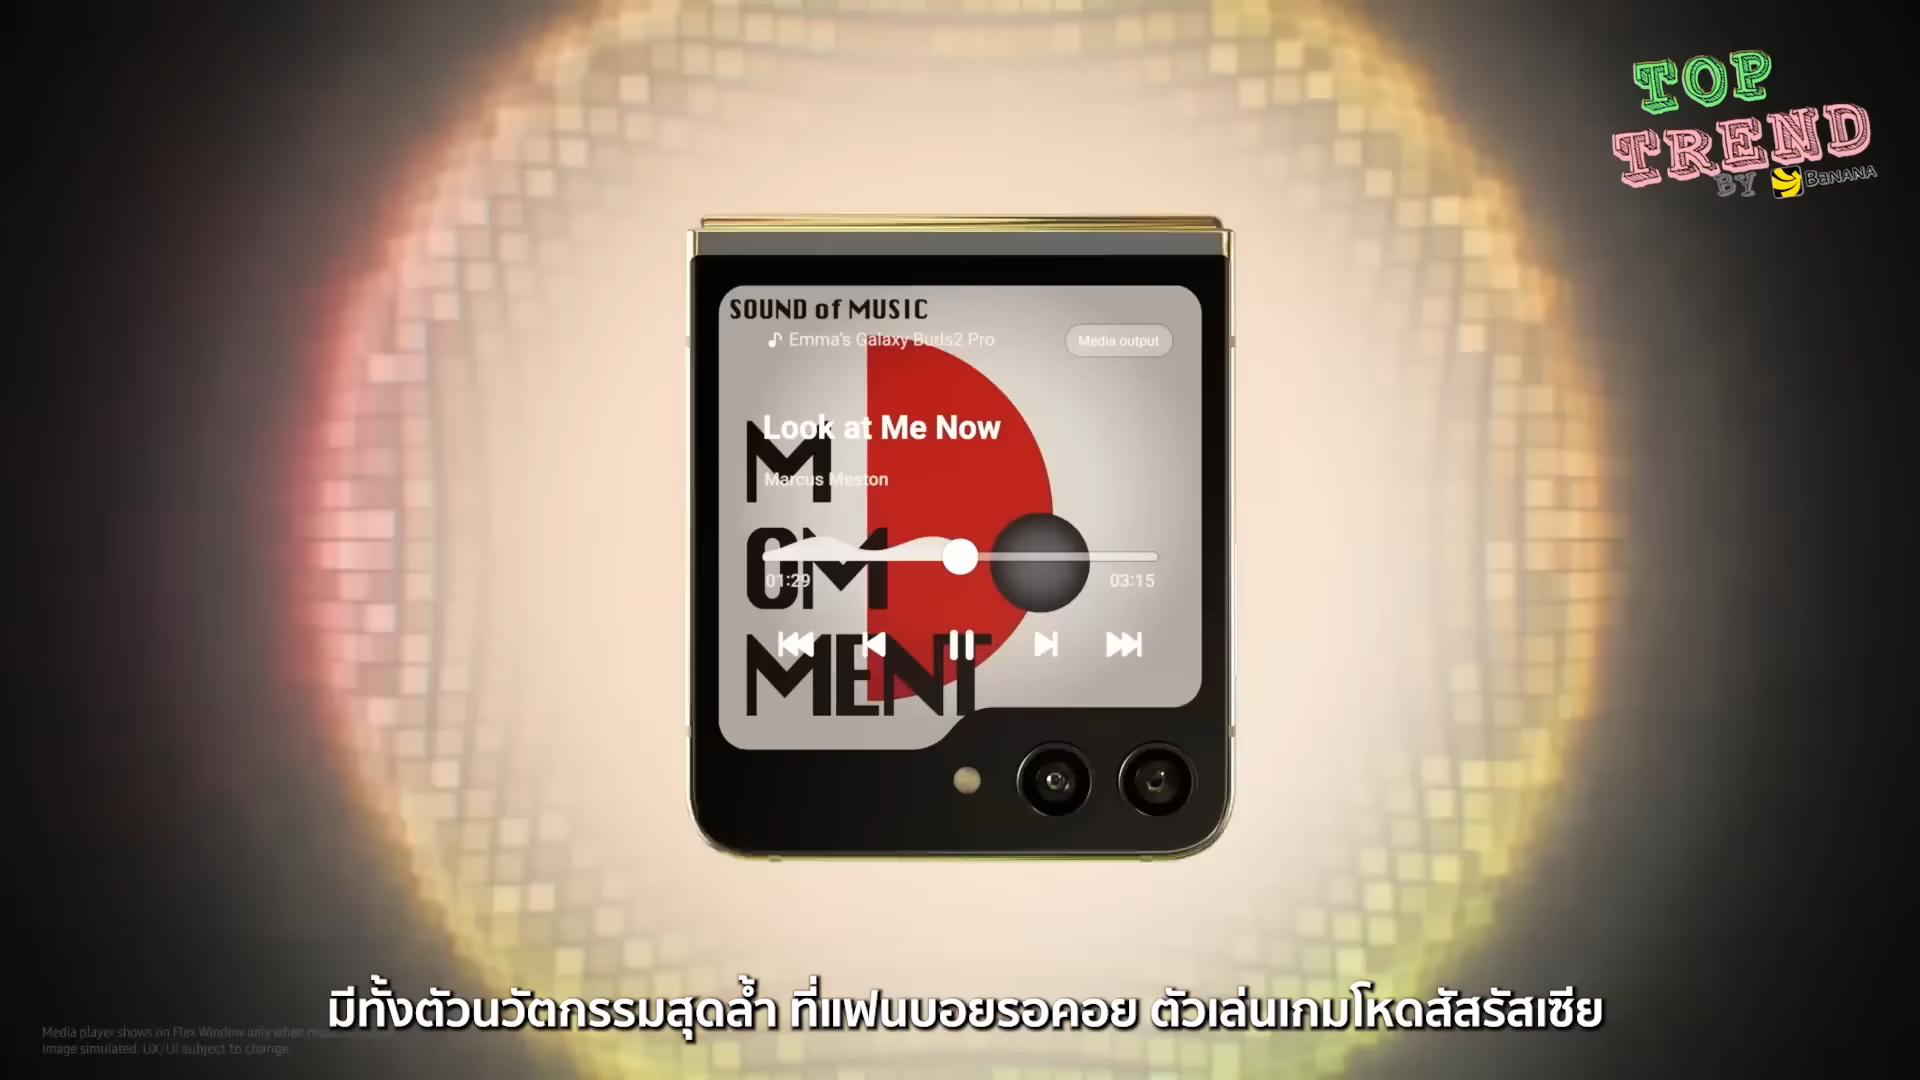 TOP
TREND
BY BaNANA
SOUND of MUSIC
Emma's Galaxy Buds2 Pro
Media output
Look at Me Now
Marcus Meston
M
OM
MENT
01:29
03:15
มีทั้งตัวนวัตกรรมสุดล้ำ ที่แฟนบอยรอคอย ตัวเล่นเกมโหดสัสรัสเซีย
Media player shows on Flex Window only when
Image simulated. UX/UI subject to change.